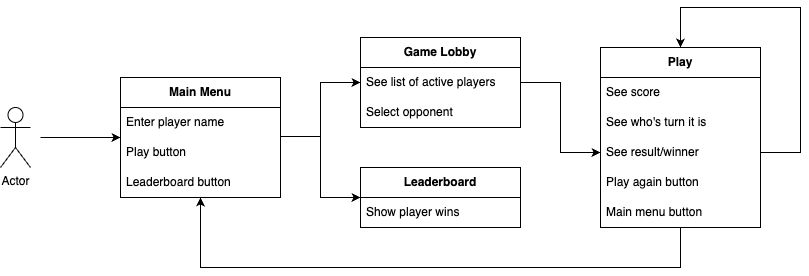 Actor
Main Menu
Enter player name
Play button
Leaderboard button
Game Lobby
See list of active players
Select opponent
Leaderboard
Show player wins
Play
See score
See who's turn it is
See result/winner
Play again button
Main menu button